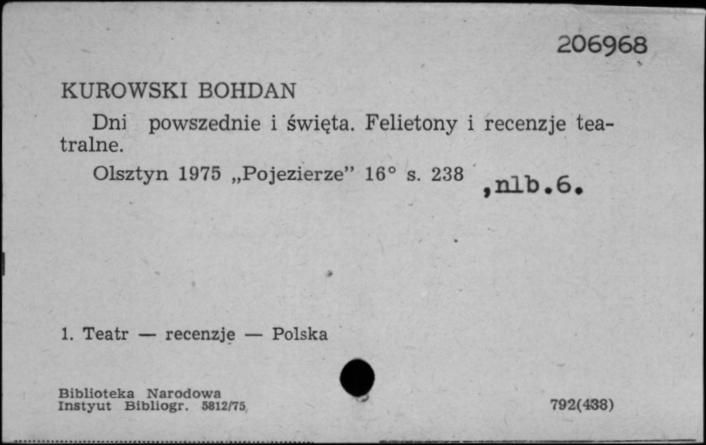 206968
KUROWSKI BOHDAN
Dni powszednie i święta. Felietony i recenzje tea-
tralne.
Olsztyn 1975 „Pojezierze” 16° s. 238 ,nlb.6.
1. Teatr — recenzje — Polska
Biblioteka Narodowa
Instyut Bibliogr. 5812/75
792(438)